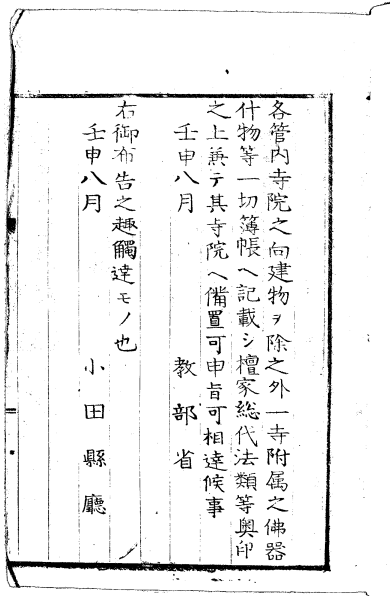 各管内寺院之向建物ヲ除之外一寺附属之佛器
什物等一切簿帳ヘ記載シ檀家総代法類等奥印
之上兼テ其寺院ヘ備置可申旨可相達候事
壬申八月　教部省
右御布告之趣觸達モノ也
壬申八月　小田縣廳